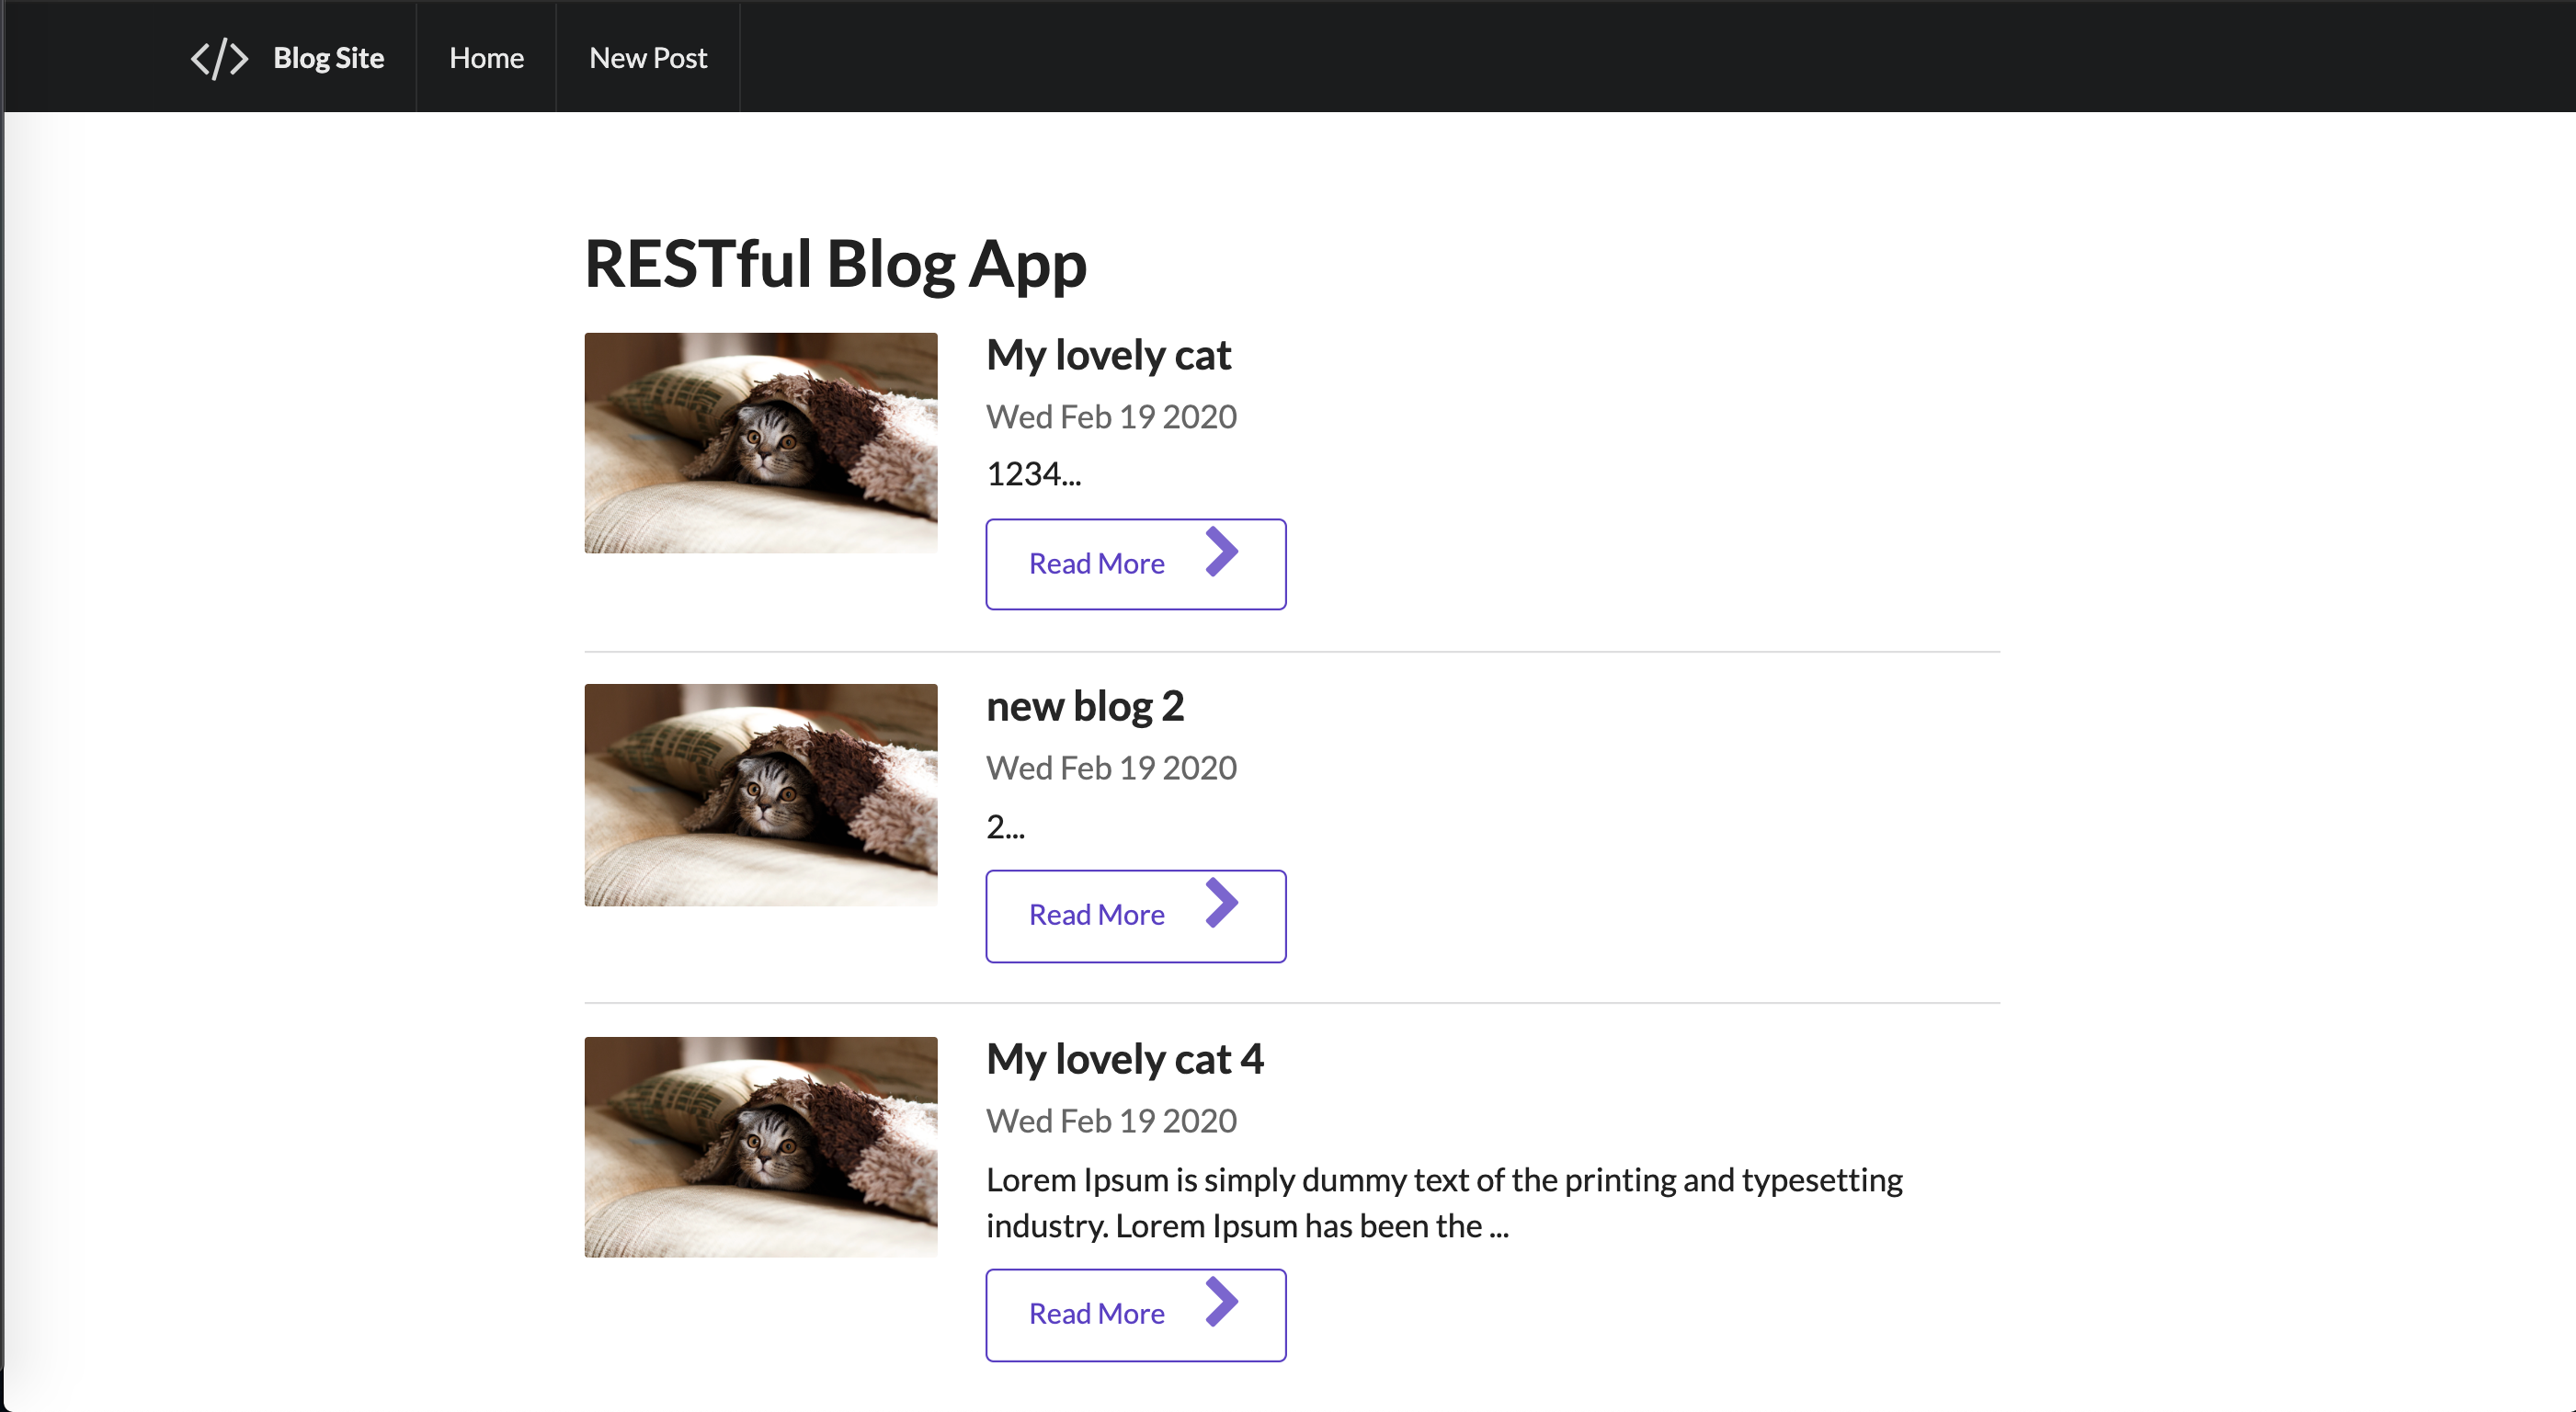 </> Blog Site Home New Post
RESTful Blog App
My lovely cat
Wed Feb 19 2020
1234...
Read More
new blog 2
Wed Feb 19 2020
2...
Read More
My lovely cat 4
Wed Feb 19 2020
Lorem Ipsum is simply dummy text of the printing and typesetting
industry. Lorem Ipsum has been the ...
Read More